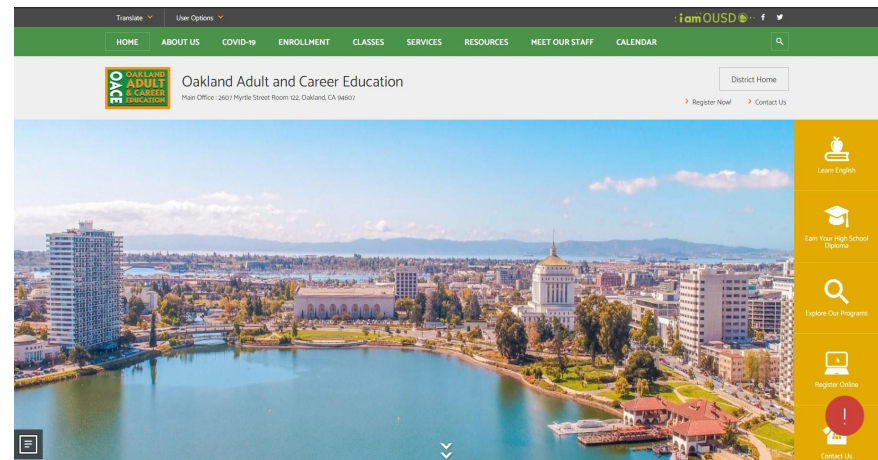 Translate
User Options
i am OUSD
HOME
ABOUT US
COVID-19
ENROLLMENT
CLASSES
SERVICES
RESOURCES
MEET OUR STAFF
CALENDAR
OACE
OAKLAND
ADULT
& CAREER
EDUCATION
Oakland Adult and Career Education
Main Office : 2607 Myrtle Street Room 122, Oakland, CA 94607
District Home
Register Now!
Contact Us
Learn English
Earn Your High School
Diploma
Explore Our Programs
Register Online
Contact Us